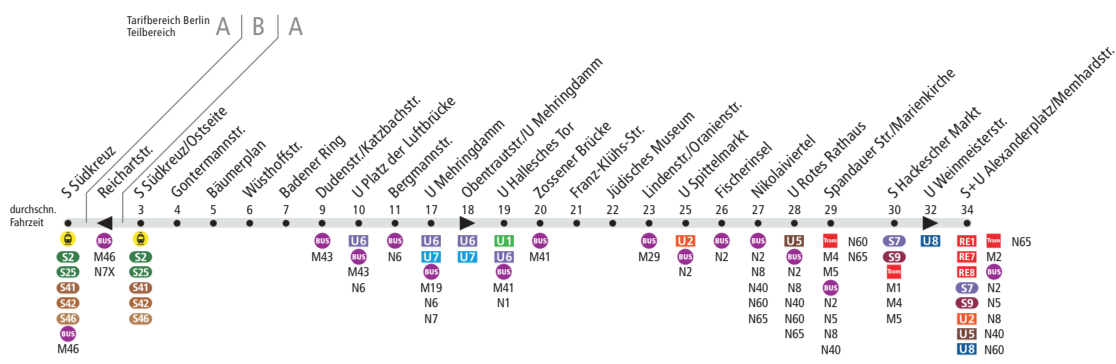 Tarifbereich Berlin
Teilbereich
A B A
S Südkreuz
Reichartstr.
S Südkreuz/Ostseite
Gontermannstr.
Bäumerplan
Wüsthoffstr.
Badener Ring
Dudenstr./Katzbachstr.
U Platz der Luftbrücke
Bergmannstr.
U Mehringdamm
Obentrautstr./U Mehringdamm
U Hallesches Tor
Zossener Brücke
Franz-Klühs-Str.
Jüdisches Museum
Lindenstr./Oranienstr.
U Spittelmarkt
Fischerinsel
Nikolaiviertel
U Rotes Rathaus
Spandauer Str./Marienkirche
S Hackescher Markt
U Weinmeisterstr.
S+U Alexanderplatz/Memhardstr.
durchschn.
Fahrzeit
3 4 5 6 7 9 10 11 17 18 19 20 21 22 23 25 26 27 28 29 30 32 34
S2
S25
S41
S42
S46
BUS
M46
BUS
M46
N7X
S2
S25
S41
S42
S46
BUS
M43
U6
BUS
M43
N6
BUS
N6
U6
U7
BUS
M19
N6
N7
U6
U7
U1
U6
BUS
M41
N1
BUS
M41
BUS
M29
U2
BUS
N2
BUS
N2
BUS
N2
N8
N40
N60
N65
U5
BUS
N2
N8
N40
N60
N65
Tram
M4
M5
BUS
N2
N5
N8
N40
N60
N65
S7
S9
Tram
M1
M4
M5
U8
RE1
RE7
RE8
S7
S9
U2
U5
U8
Tram
M2
BUS
N2
N5
N8
N40
N60
N65